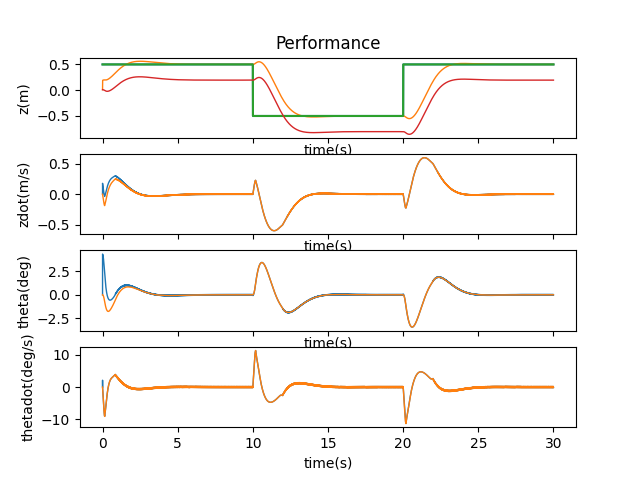 Performance
z(m)
0.5
0.0
−0.5
time(s)
zdot(m/s)
0.5
0.0
−0.5
time(s)
theta(deg)
2.5
0.0
−2.5
time(s)
thetadot(deg/s)
10
0
−10
0 5 10 15 20 25 30
time(s)